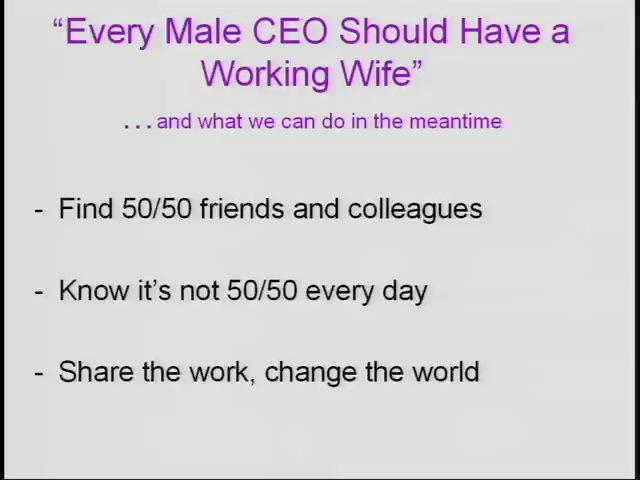 “Every Male CEO Should Have a
Working Wife”
...and what we can do in the meantime
- Find 50/50 friends and colleagues
- Know it’s not 50/50 every day
- Share the work, change the world